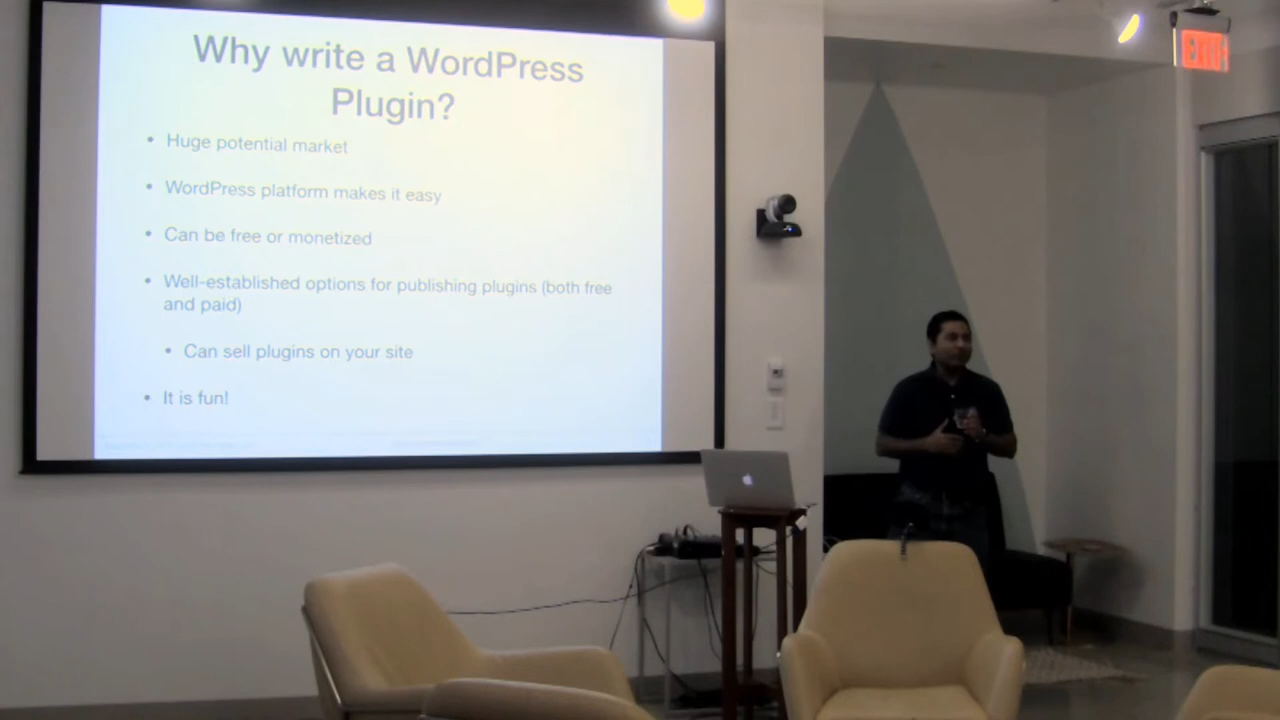 Why write a WordPress
Plugin?
• Huge potential market
• WordPress platform makes it easy
• Can be free or monetized
• Well-established options for publishing plugins (both free
and paid)
• Can sell plugins on your site
• It is fun!
EXIT